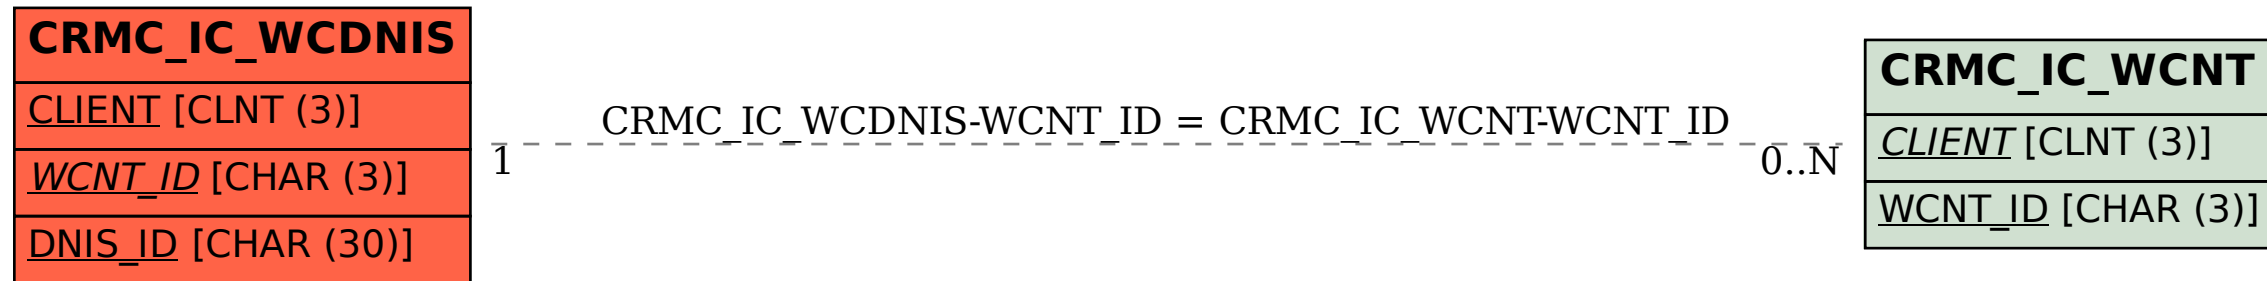 CRMC_IC_WCDNIS
CLIENT [CLNT (3)]
WCNT_ID [CHAR (3)]
DNIS_ID [CHAR (30)]
CRMC_IC_WCDNIS-WCNT_ID = CRMC_IC_WCNT-WCNT_ID
1
0..N
CRMC_IC_WCNT
CLIENT [CLNT (3)]
WCNT_ID [CHAR (3)]